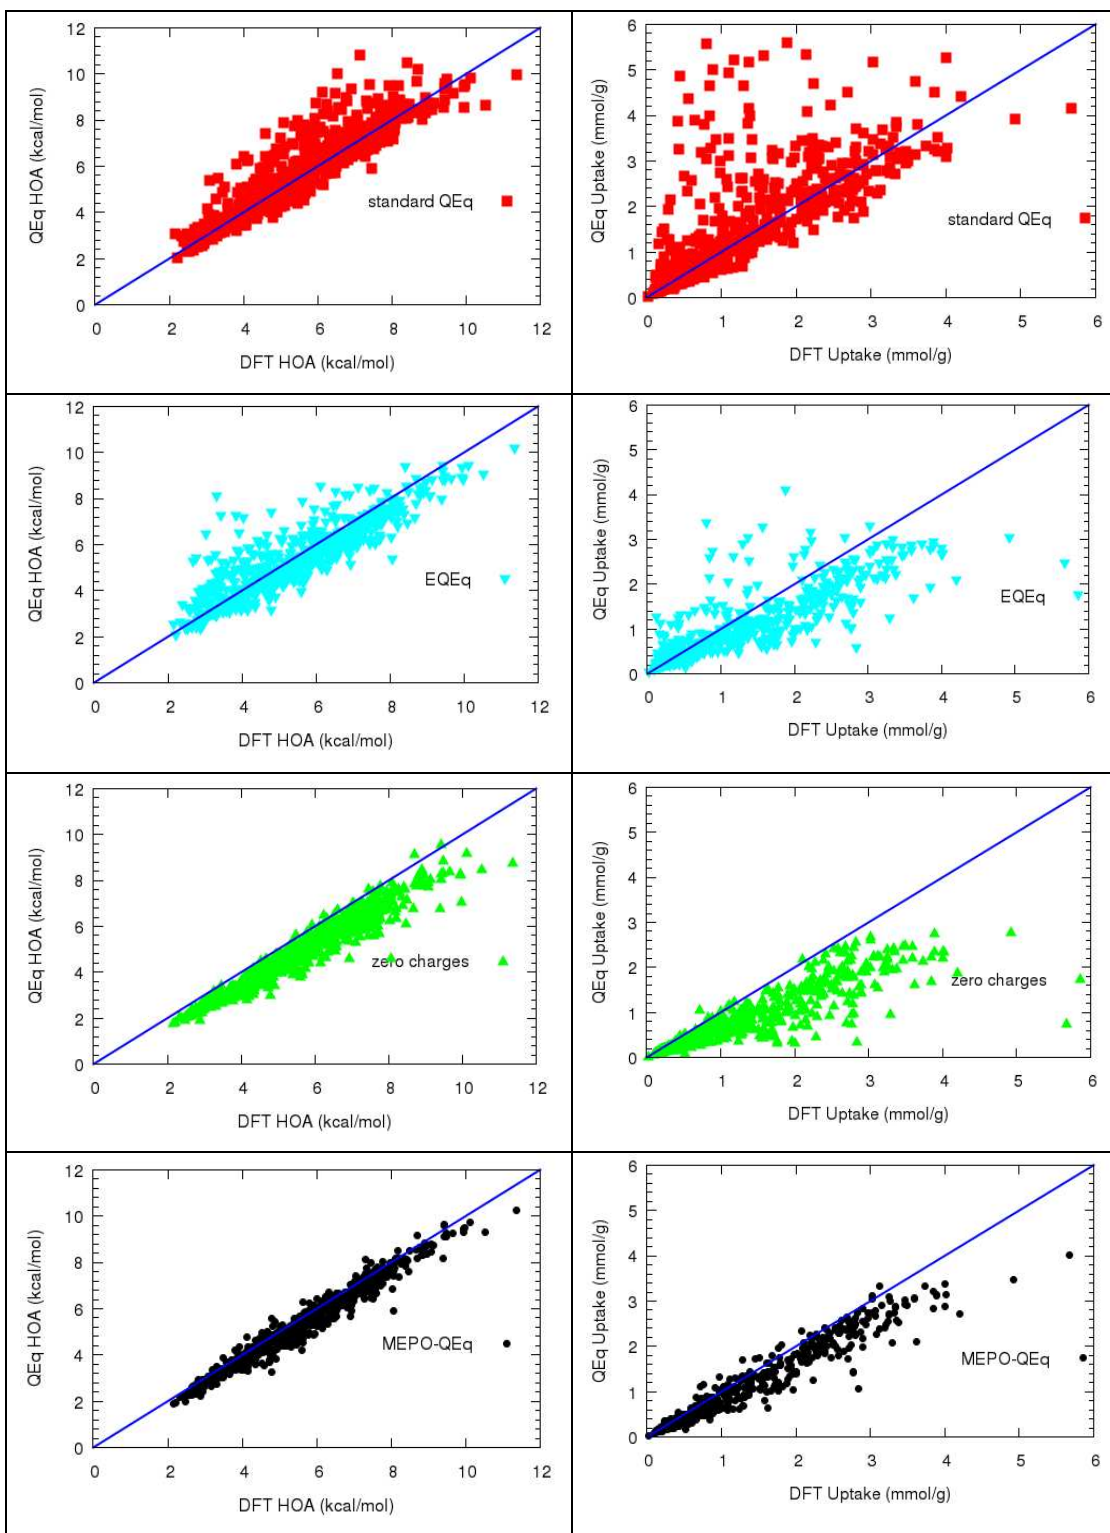 12
10
8
6
4
2
0
QEq HOA (kcal/mol)
standard QEq
0 2 4 6 8 10 12
DFT HOA (kcal/mol)
6
5
4
3
2
1
0
QEq Uptake (mmol/g)
standard QEq
0 1 2 3 4 5 6
DFT Uptake (mmol/g)
12
10
8
6
4
2
0
QEq HOA (kcal/mol)
EQEq
0 2 4 6 8 10 12
DFT HOA (kcal/mol)
6
5
4
3
2
1
0
QEq Uptake (mmol/g)
EQEq
0 1 2 3 4 5 6
DFT Uptake (mmol/g)
12
10
8
6
4
2
0
QEq HOA (kcal/mol)
zero charges
0 2 4 6 8 10 12
DFT HOA (kcal/mol)
6
5
4
3
2
1
0
QEq Uptake (mmol/g)
zero charges
0 1 2 3 4 5 6
DFT Uptake (mmol/g)
12
10
8
6
4
2
0
QEq HOA (kcal/mol)
MEPO-QEq
0 2 4 6 8 10 12
DFT HOA (kcal/mol)
6
5
4
3
2
1
0
QEq Uptake (mmol/g)
MEPO-QEq
0 1 2 3 4 5 6
DFT Uptake (mmol/g)